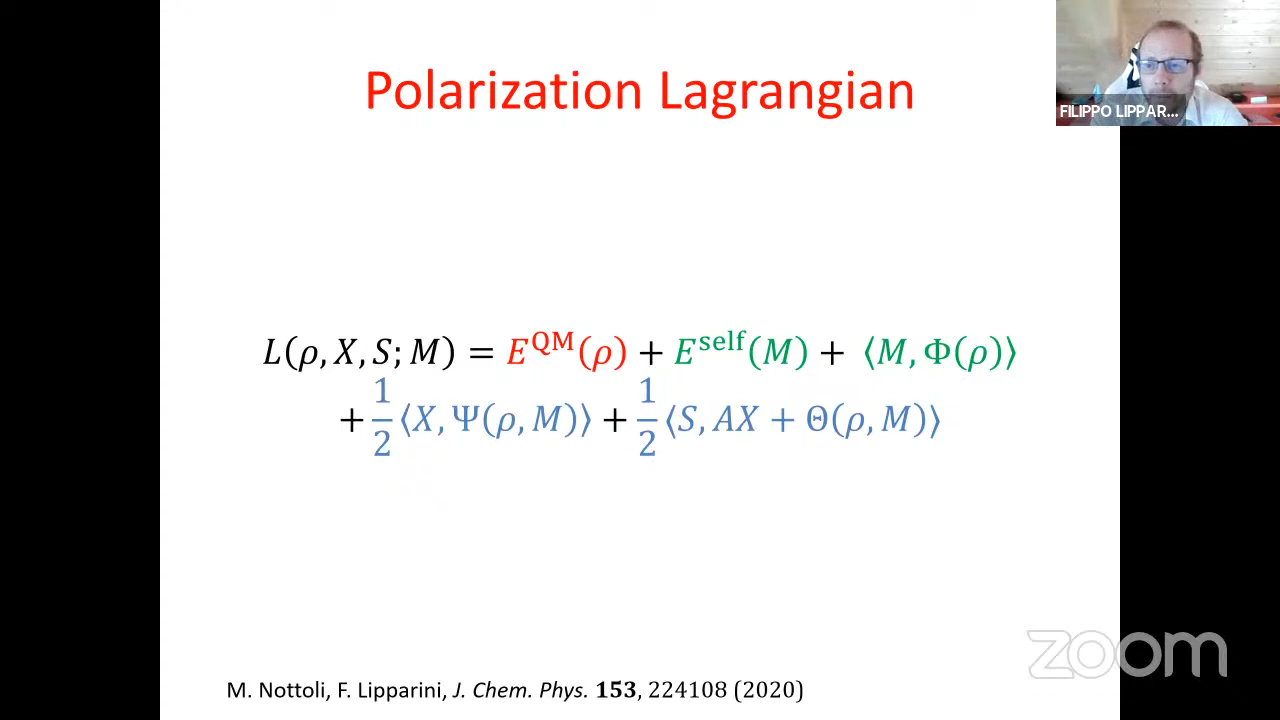 Polarization Lagrangian
FILIPPO LIPPAR...
L(ρ, X, S; M) = E^QM(ρ) + E^self(M) + ⟨M, Φ(ρ)⟩
+ 1/2 ⟨X, Ψ(ρ, M)⟩ + 1/2 ⟨S, AX + Θ(ρ, M)⟩
zoom
M. Nottoli, F. Lipparini, J. Chem. Phys. 153, 224108 (2020)